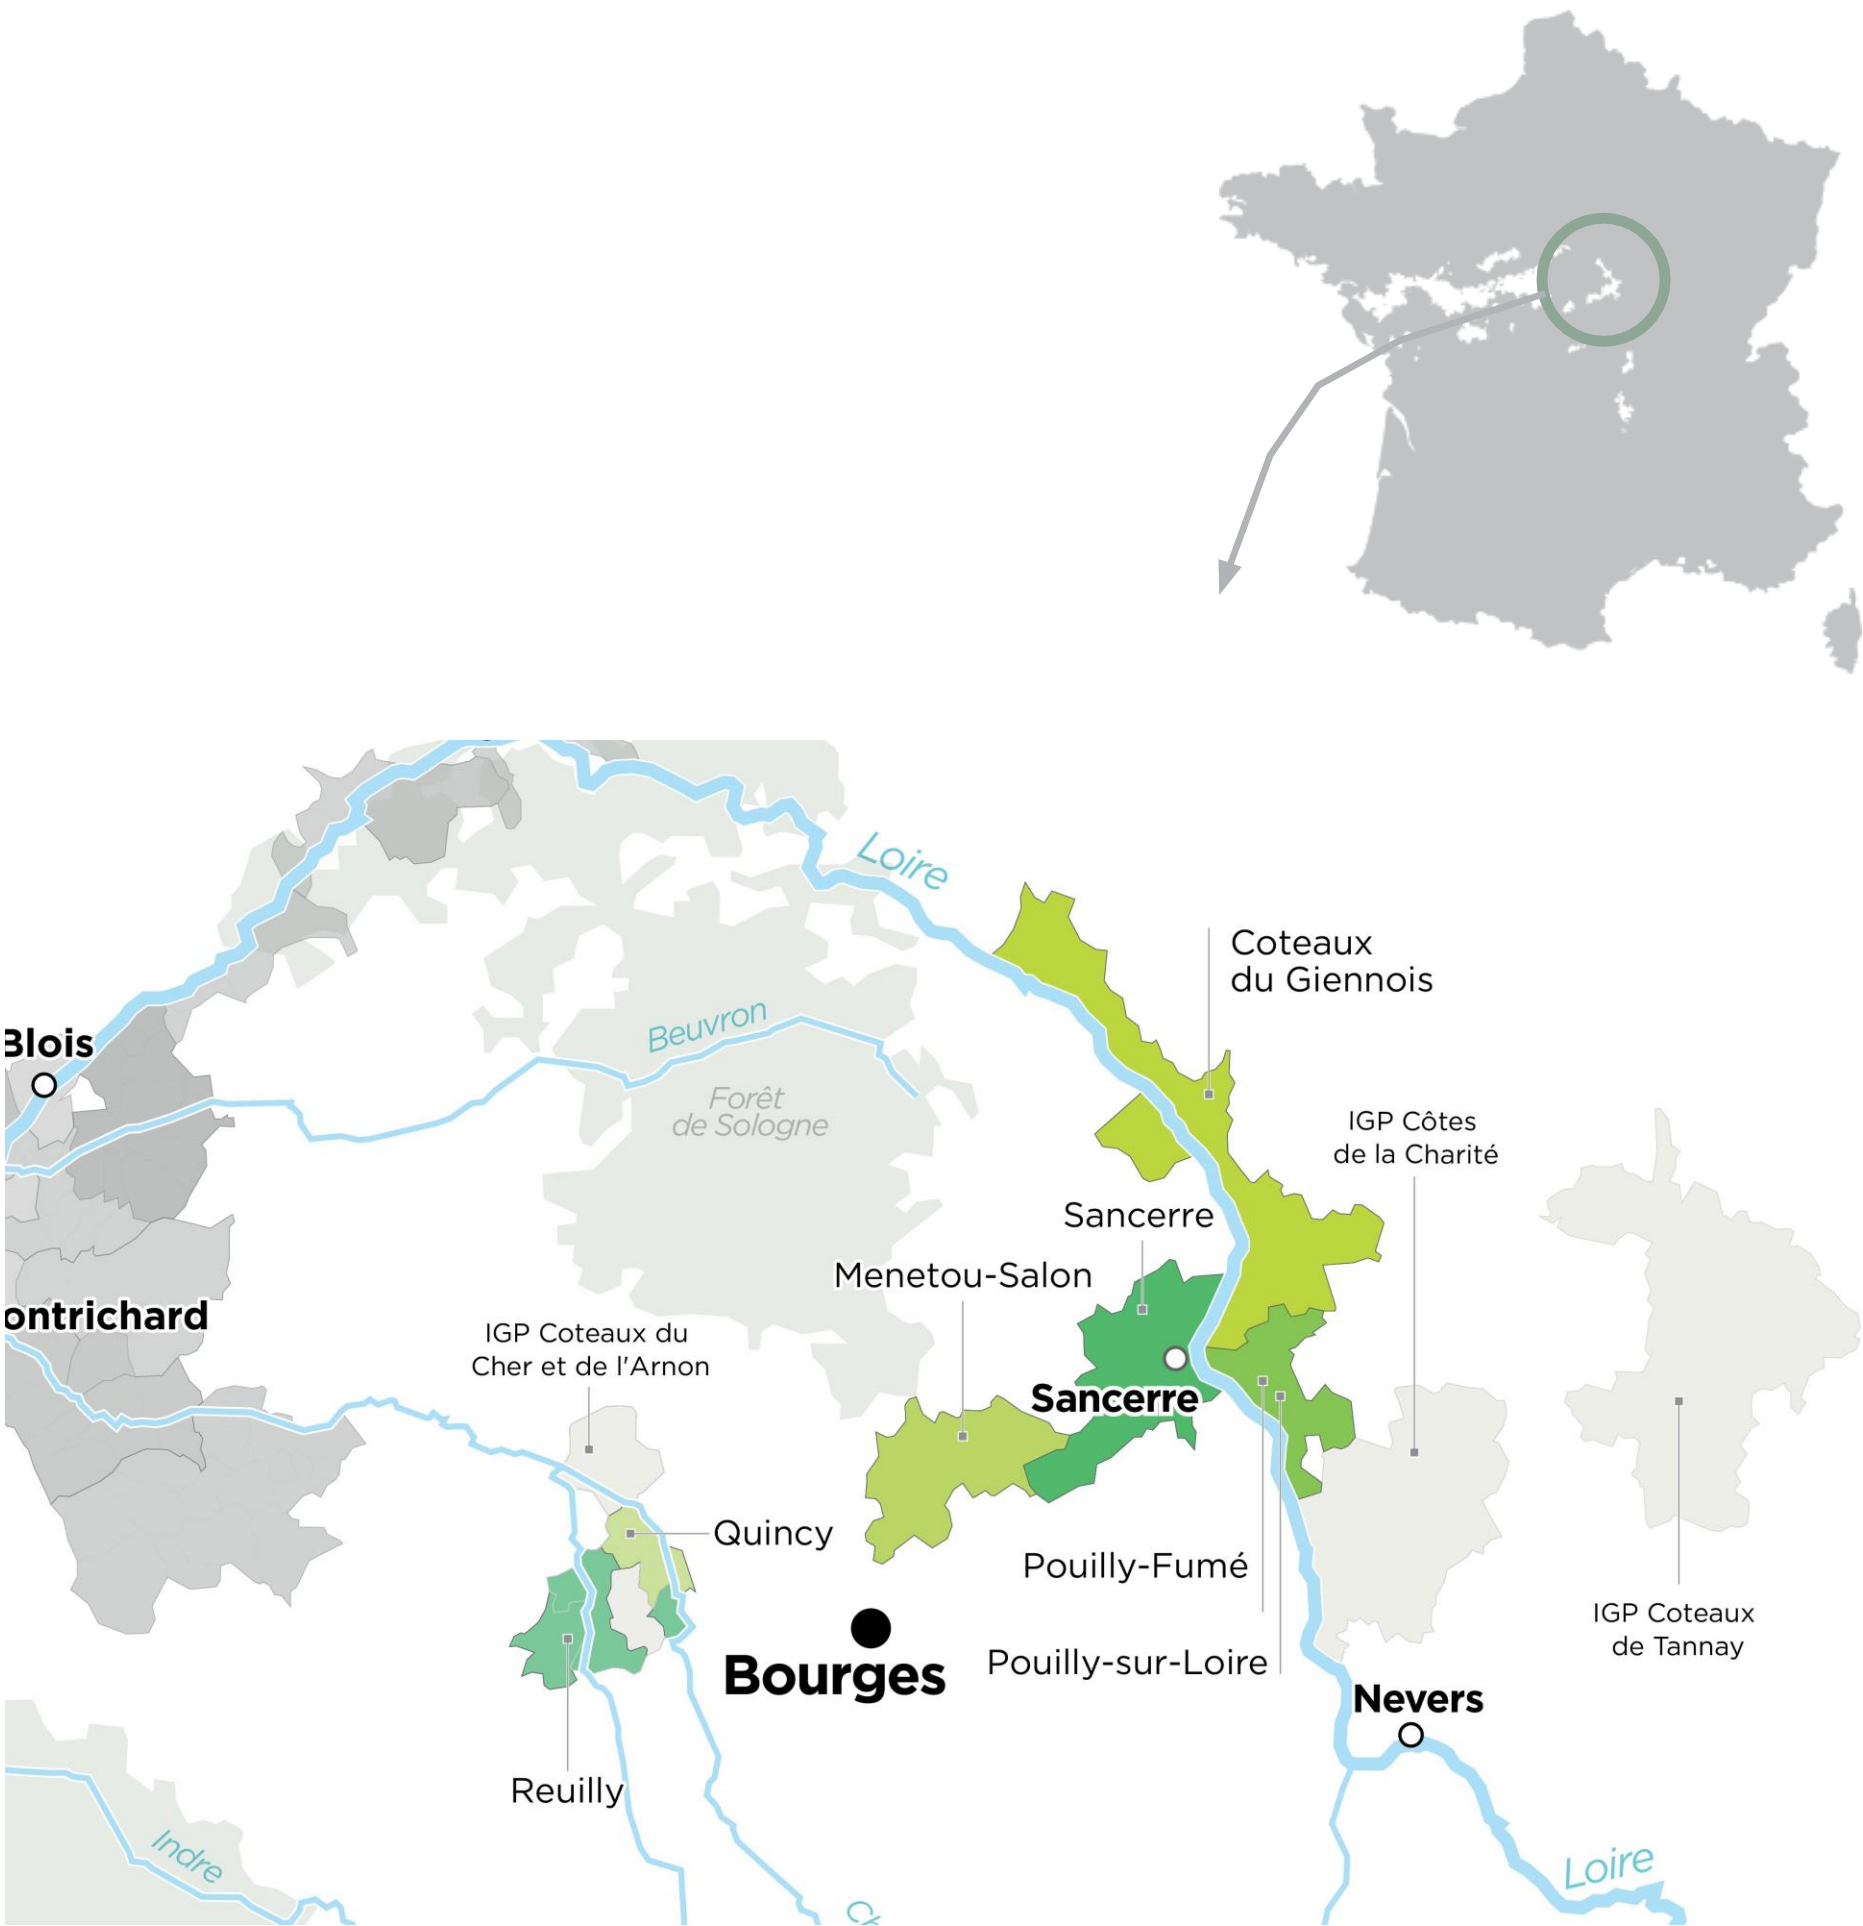 Loire
Coteaux
du Giennois
Beuvron
Blois
Forêt
de Sologne
IGP Côtes
de la Charité
Sancerre
Menetou-Salon
ontrichard
IGP Coteaux du
Cher et de l'Arnon
Sancerre
Quincy
Pouilly-Fumé
IGP Coteaux
de Tannay
Bourges
Pouilly-sur-Loire
Nevers
Reuilly
Indre
Loire